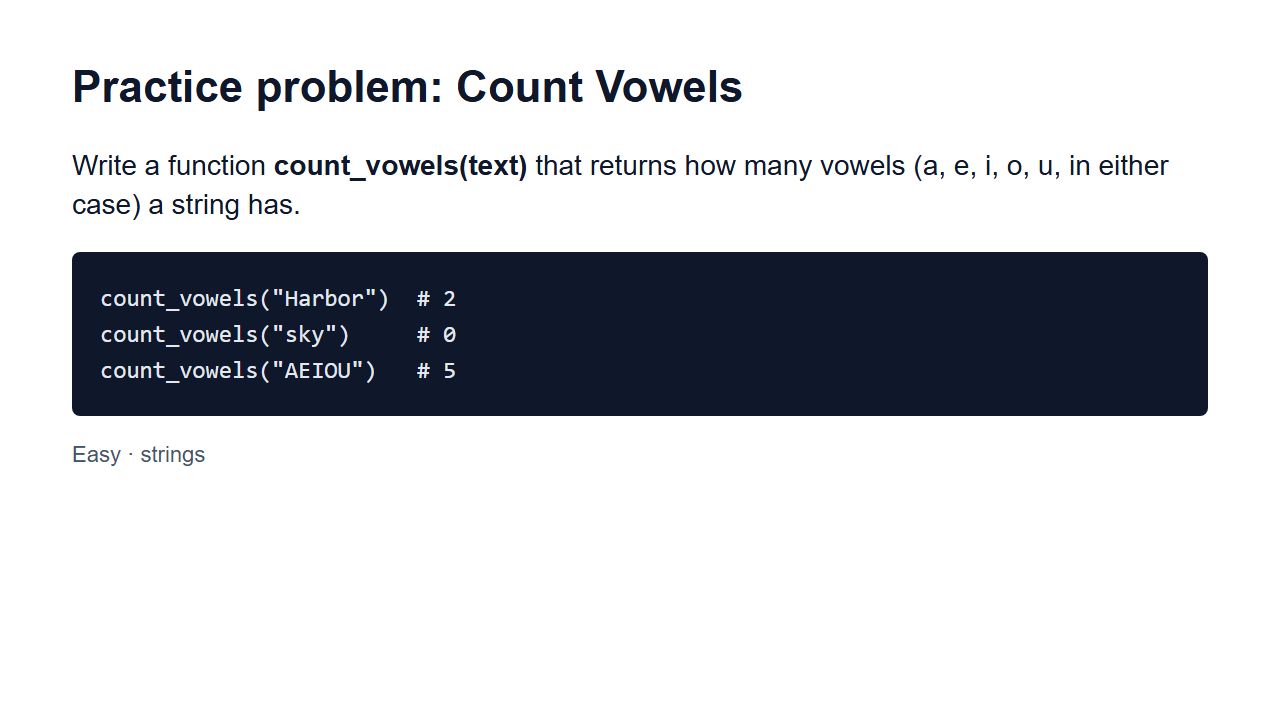 Practice problem: Count Vowels
Write a function count_vowels(text) that returns how many vowels (a, e, i, o, u, in either
case) a string has.
count_vowels("Harbor")  # 2
count_vowels("sky")     # 0
count_vowels("AEIOU")   # 5
Easy · strings